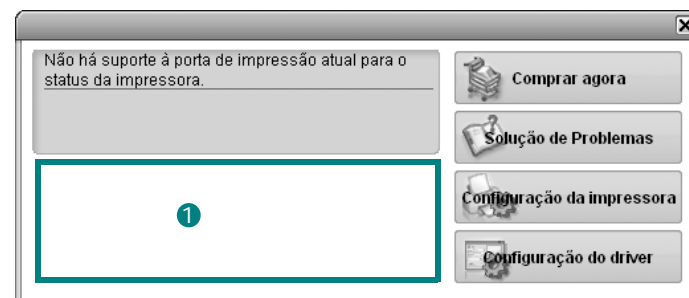 Não há suporte à porta de impressão atual para o
status da impressora.
Comprar agora
Solução de Problemas
1
Configuração da impressora
Configuração do driver